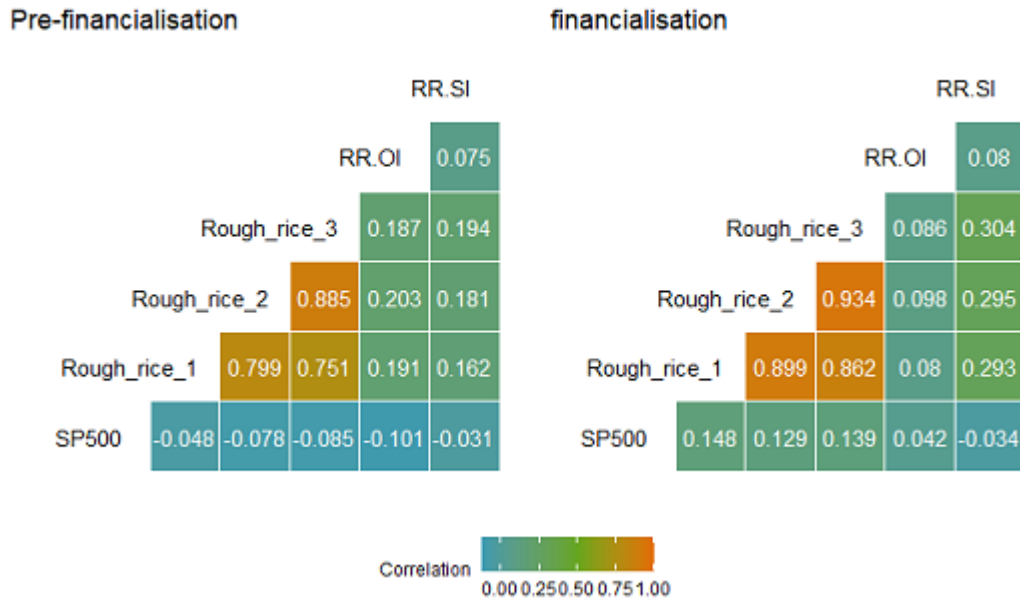 Pre-financialisation
RR.SI
RR.OI 0.075
Rough_rice_3 0.187 0.194
Rough_rice_2 0.885 0.203 0.181
Rough_rice_1 0.799 0.751 0.191 0.162
SP500 -0.048 -0.078 -0.085 -0.101 -0.031
financialisation
RR.SI
RR.OI 0.08
Rough_rice_3 0.086 0.304
Rough_rice_2 0.934 0.098 0.295
Rough_rice_1 0.899 0.862 0.08 0.293
SP500 0.148 0.129 0.139 0.042 -0.034
Correlation
0.00 0.25 0.50 0.75 1.00